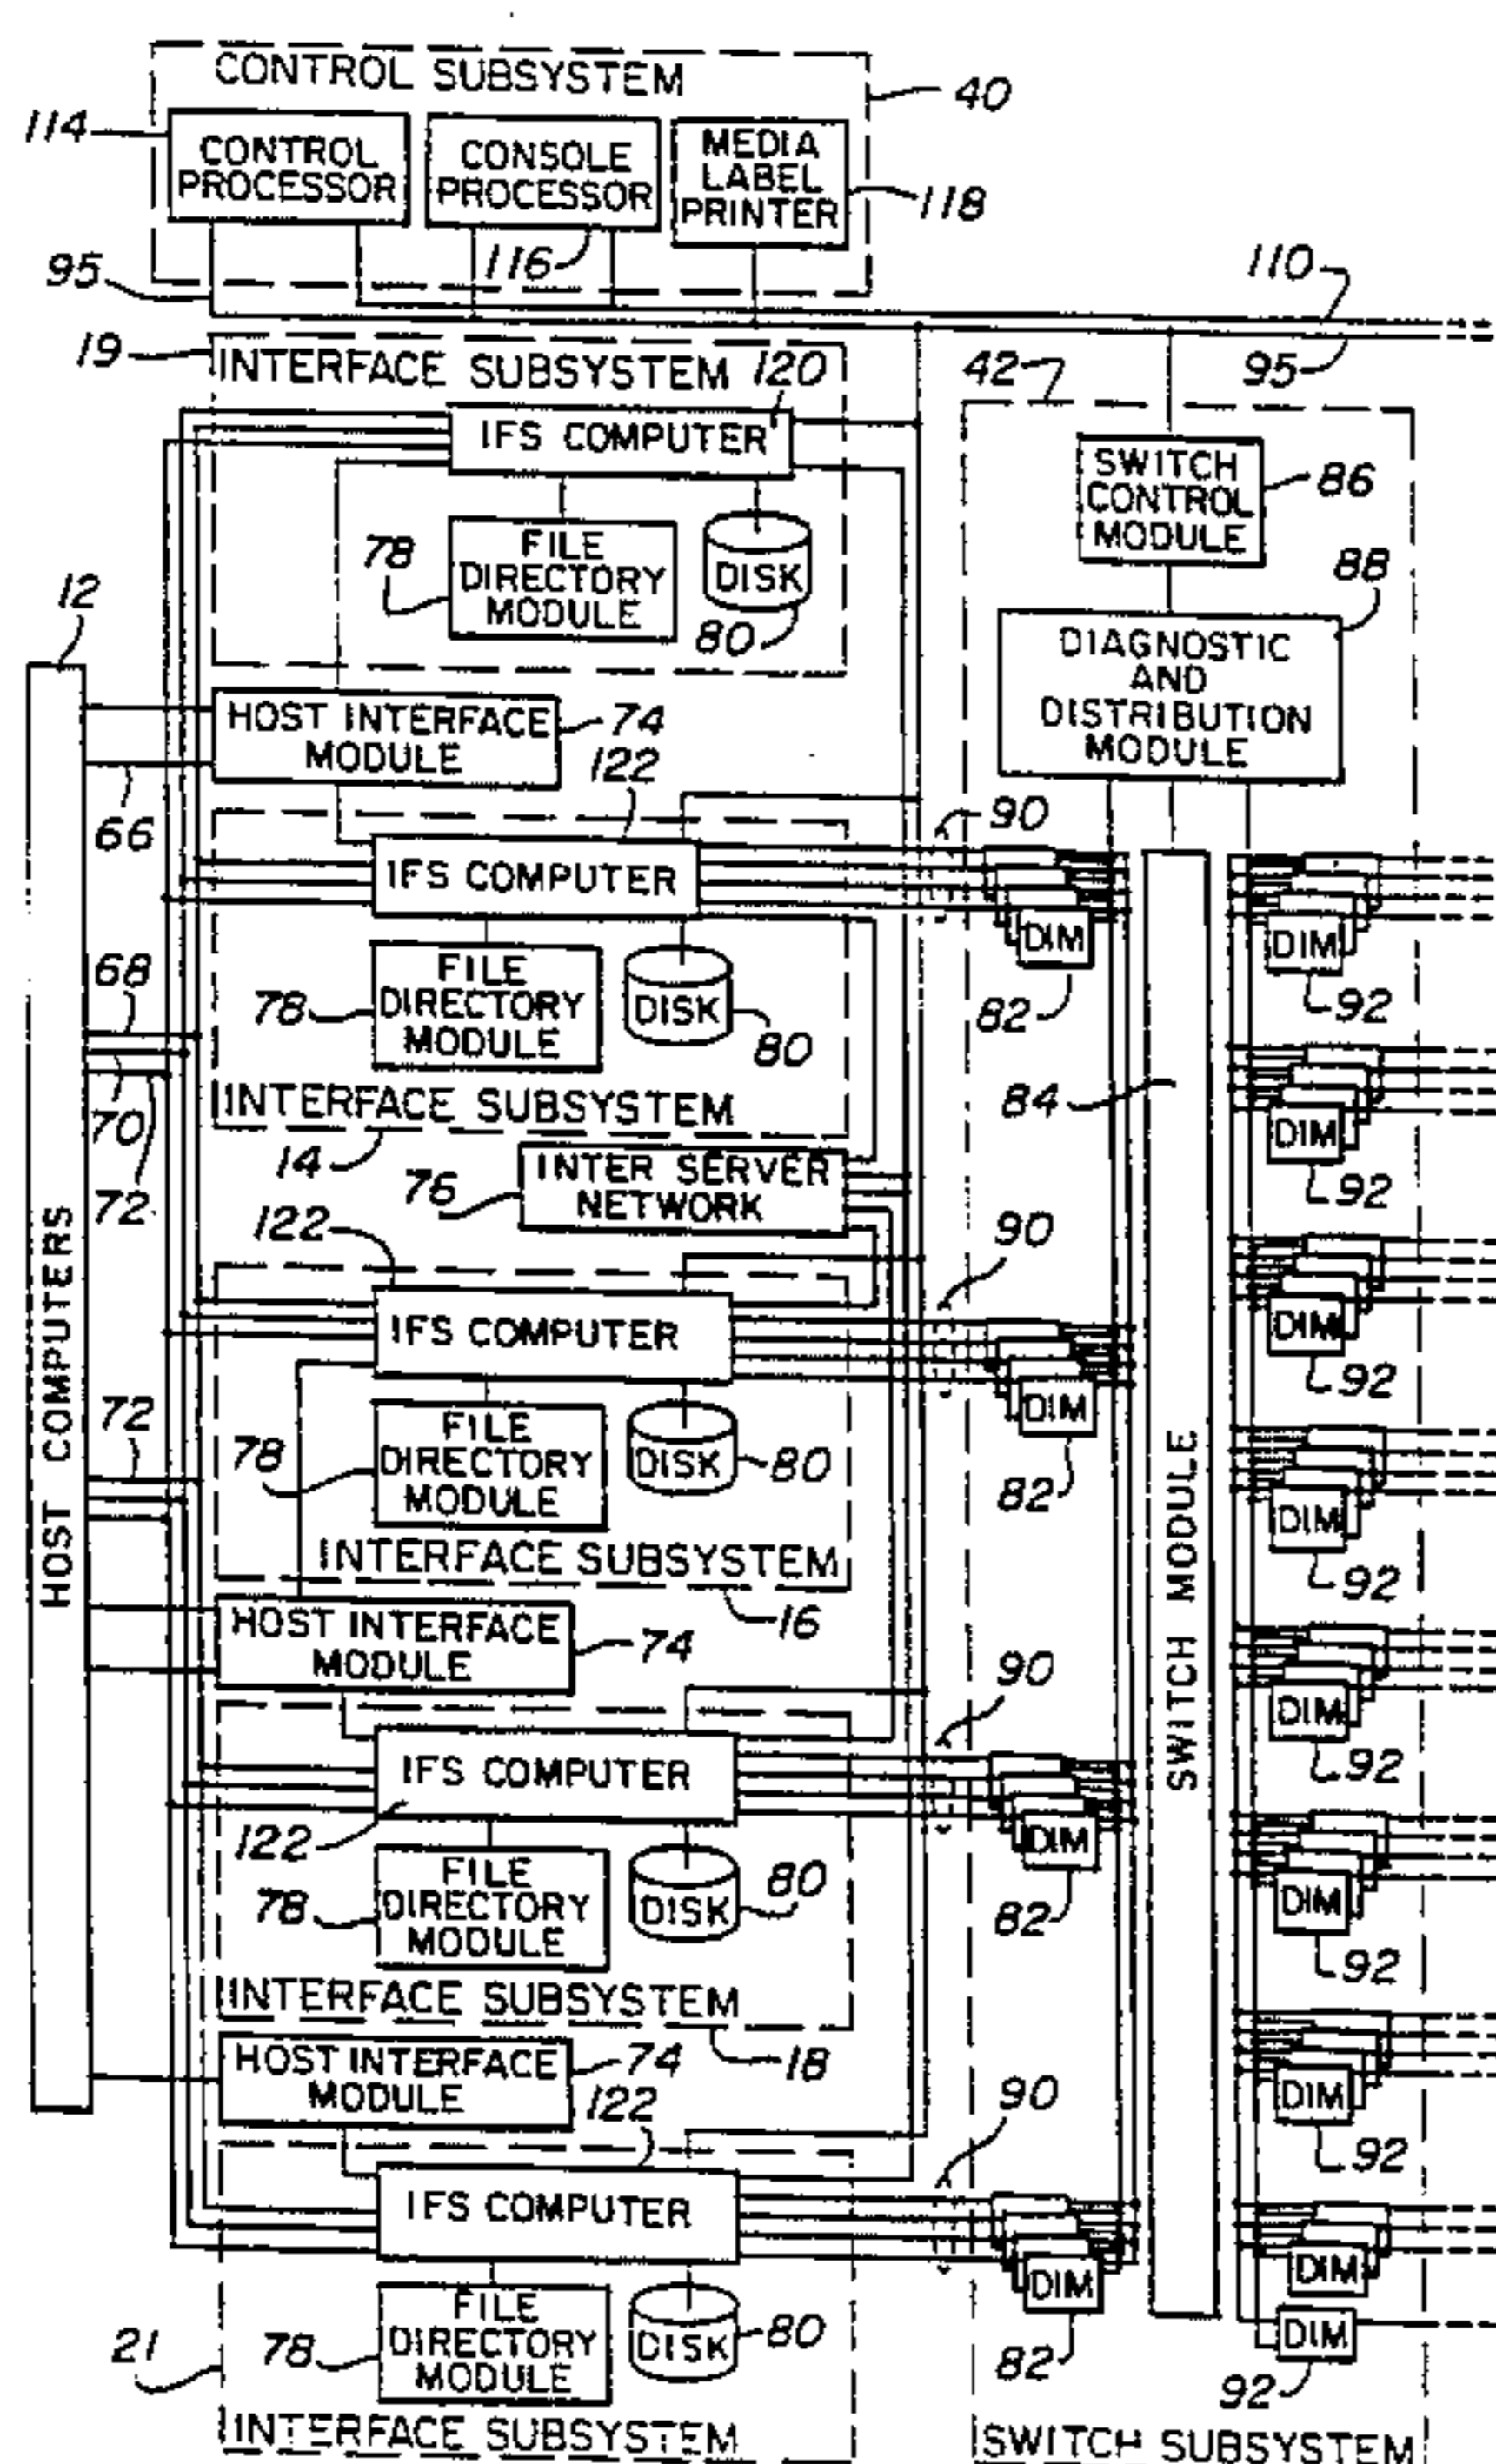 CONTROL SUBSYSTEM
40
114
CONTROL
PROCESSOR
CONSOLE
PROCESSOR
MEDIA
LABEL
PRINTER
118
116
95
110
95
19
INTERFACE SUBSYSTEM
120
42
IFS COMPUTER
SWITCH
CONTROL
MODULE
86
78
FILE
DIRECTORY
MODULE
DISK
80
88
DIAGNOSTIC
AND
DISTRIBUTION
MODULE
12
HOST INTERFACE
MODULE
74
66
122
90
IFS COMPUTER
DIM
82
DIM
92
68
78
FILE
DIRECTORY
MODULE
DISK
80
70
72
INTERFACE SUBSYSTEM
14
84
DIM
92
76
INTER SERVER
NETWORK
122
90
IFS COMPUTER
DIM
82
DIM
92
HOST COMPUTERS
72
78
FILE
DIRECTORY
MODULE
DISK
80
SWITCH MODULE
DIM
92
INTERFACE SUBSYSTEM
16
HOST INTERFACE
MODULE
74
90
DIM
92
IFS COMPUTER
122
DIM
82
78
FILE
DIRECTORY
MODULE
DISK
80
DIM
92
INTERFACE SUBSYSTEM
18
HOST INTERFACE
MODULE
74
122
90
DIM
92
IFS COMPUTER
DIM
82
DIM
21
78
FILE
DIRECTORY
MODULE
DISK
80
DIM
92
INTERFACE SUBSYSTEM
SWITCH SUBSYSTEM